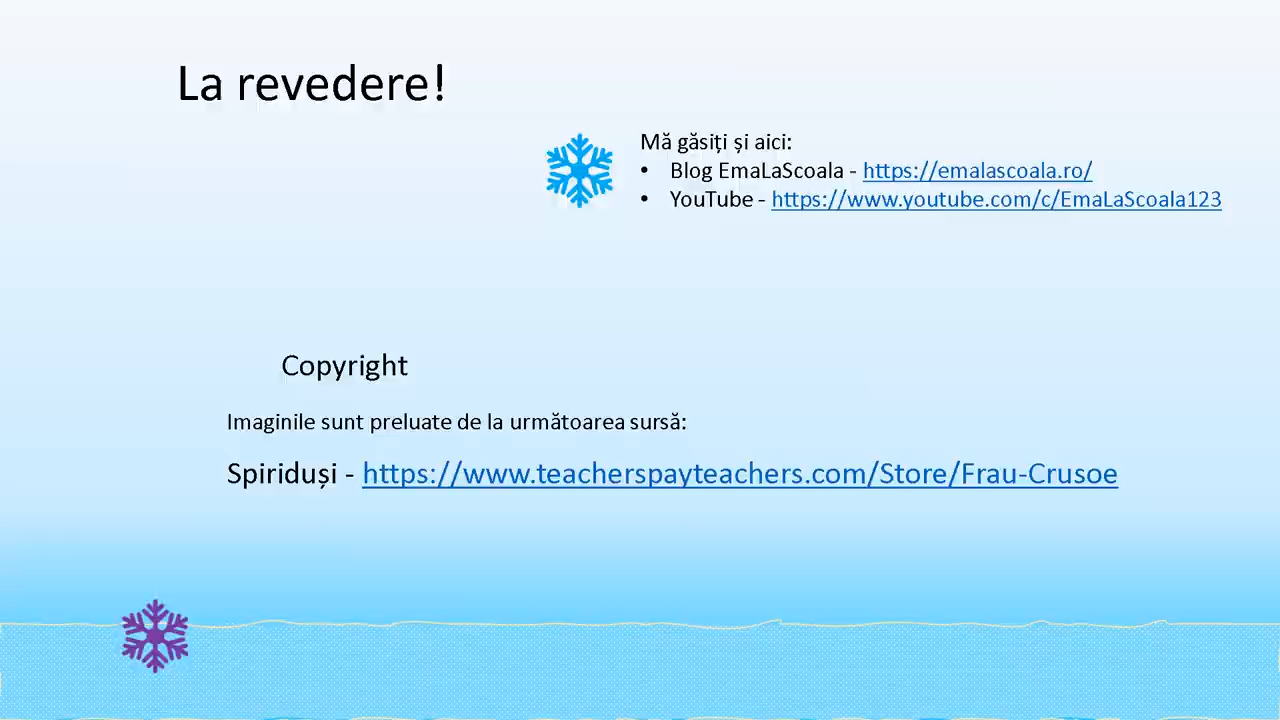 La revedere!
Mă găsiți și aici:
• Blog EmaLaScoala - https://emalascoala.ro/
• YouTube - https://www.youtube.com/c/EmaLaScoala123
Copyright
Imaginile sunt preluate de la următoarea sursă:
Spiriduși - https://www.teacherspayteachers.com/Store/Frau-Crusoe